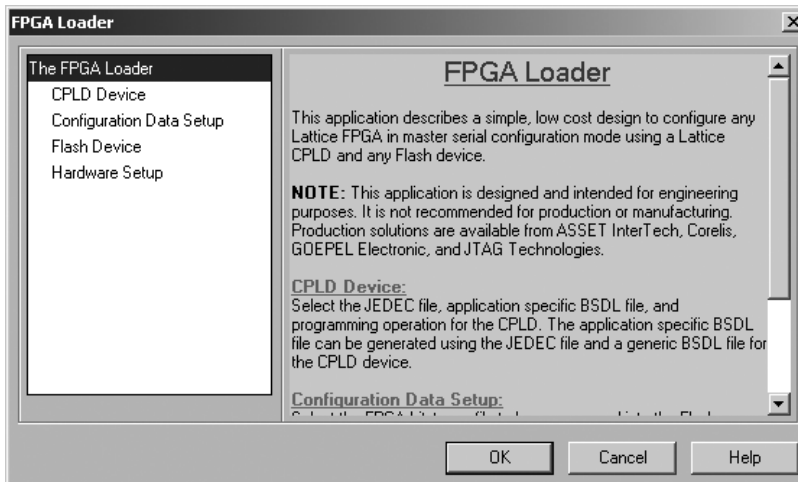 FPGA Loader
The FPGA Loader
CPLD Device
Configuration Data Setup
Flash Device
Hardware Setup
FPGA Loader
This application describes a simple, low cost design to configure any
Lattice FPGA in master serial configuration mode using a Lattice
CPLD and any Flash device.
NOTE: This application is designed and intended for engineering
purposes. It is not recommended for production or manufacturing.
Production solutions are available from ASSET InterTech, Corelis,
GOEPEL Electronic, and JTAG Technologies.
CPLD Device:
Select the JEDEC file, application specific BSDL file, and
programming operation for the CPLD. The application specific BSDL
file can be generated using the JEDEC file and a generic BSDL file for
the CPLD device.
Configuration Data Setup:
OK
Cancel
Help